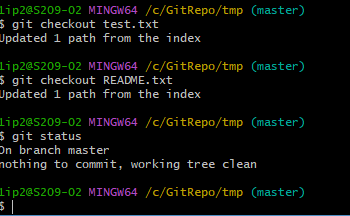 lip2@S209-02 MINGW64 /c/GitRepo/tmp (master)
$ git checkout test.txt
Updated 1 path from the index
lip2@S209-02 MINGW64 /c/GitRepo/tmp (master)
$ git checkout README.txt
Updated 1 path from the index
lip2@S209-02 MINGW64 /c/GitRepo/tmp (master)
$ git status
On branch master
nothing to commit, working tree clean
lip2@S209-02 MINGW64 /c/GitRepo/tmp (master)
$